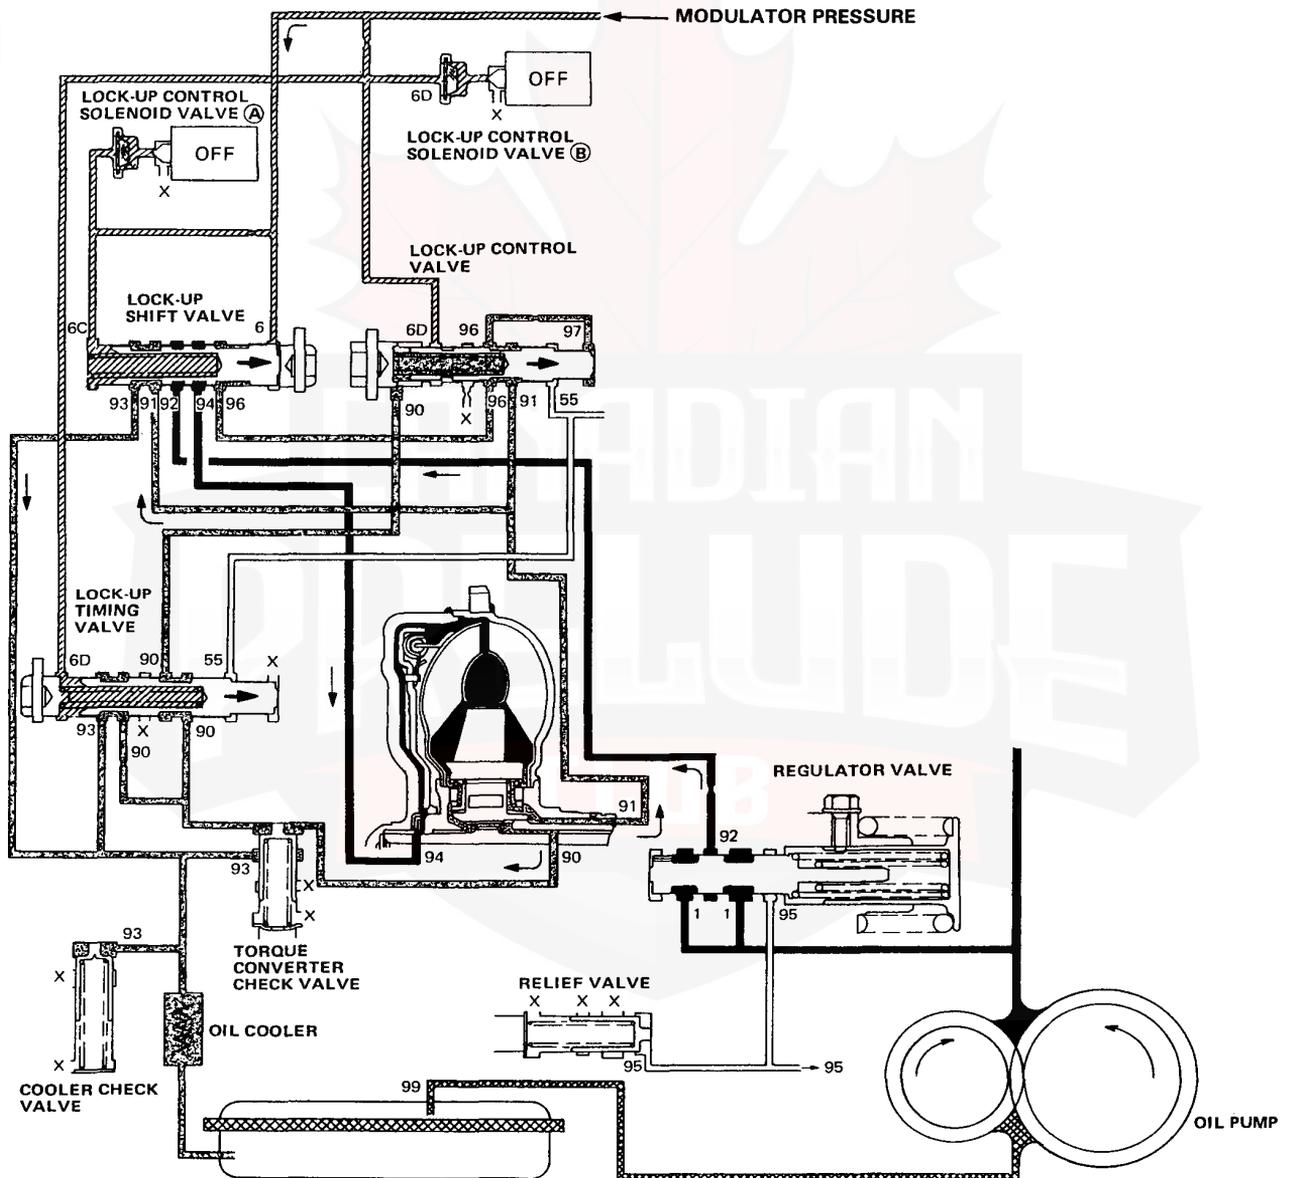 MODULATOR PRESSURE
OFF
6D
X
LOCK-UP CONTROL
SOLENOID VALVE Ⓐ
OFF
X
LOCK-UP CONTROL
SOLENOID VALVE Ⓑ
LOCK-UP CONTROL
VALVE
LOCK-UP
SHIFT VALVE
6C
6
6D
96
97
93
91
92
94
96
90
X
96
91
55
CANADIAN
PRELUDE
CLUB
LOCK-UP
TIMING
VALVE
6D
90
55
X
93
X
90
90
REGULATOR VALVE
91
92
94
90
93
X
X
1
1
95
93
TORQUE
CONVERTER
CHECK VALVE
X
X
COOLER CHECK
VALVE
OIL COOLER
RELIEF VALVE
X
X
X
95
95
99
OIL PUMP